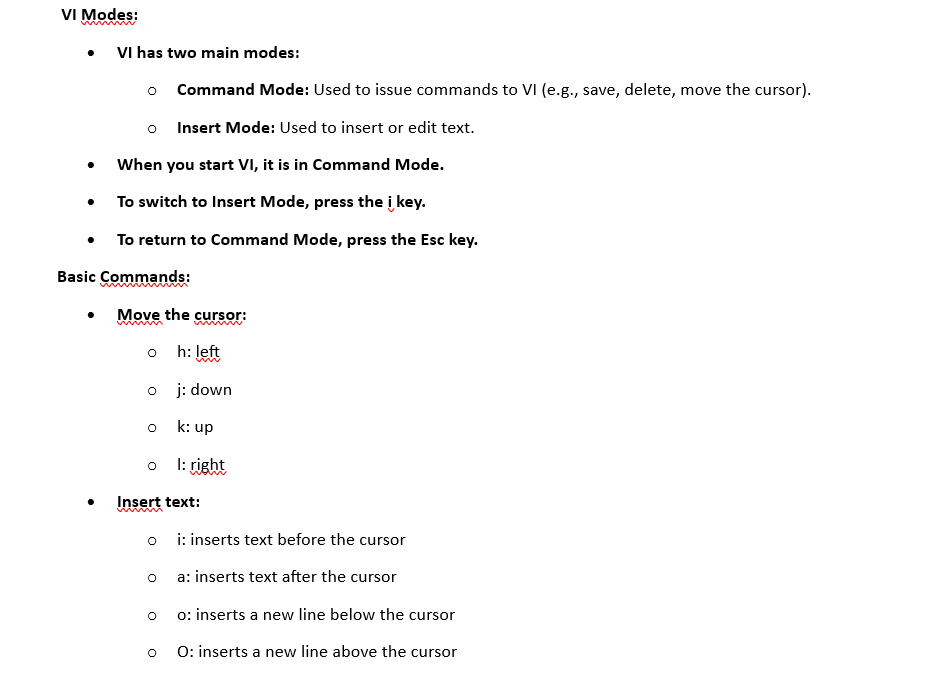 VI Modes:
• VI has two main modes:
o Command Mode: Used to issue commands to VI (e.g., save, delete, move the cursor).
o Insert Mode: Used to insert or edit text.
• When you start VI, it is in Command Mode.
• To switch to Insert Mode, press the i key.
• To return to Command Mode, press the Esc key.
Basic Commands:
• Move the cursor:
o h: left
o j: down
o k: up
o l: right
• Insert text:
o i: inserts text before the cursor
o a: inserts text after the cursor
o o: inserts a new line below the cursor
o O: inserts a new line above the cursor